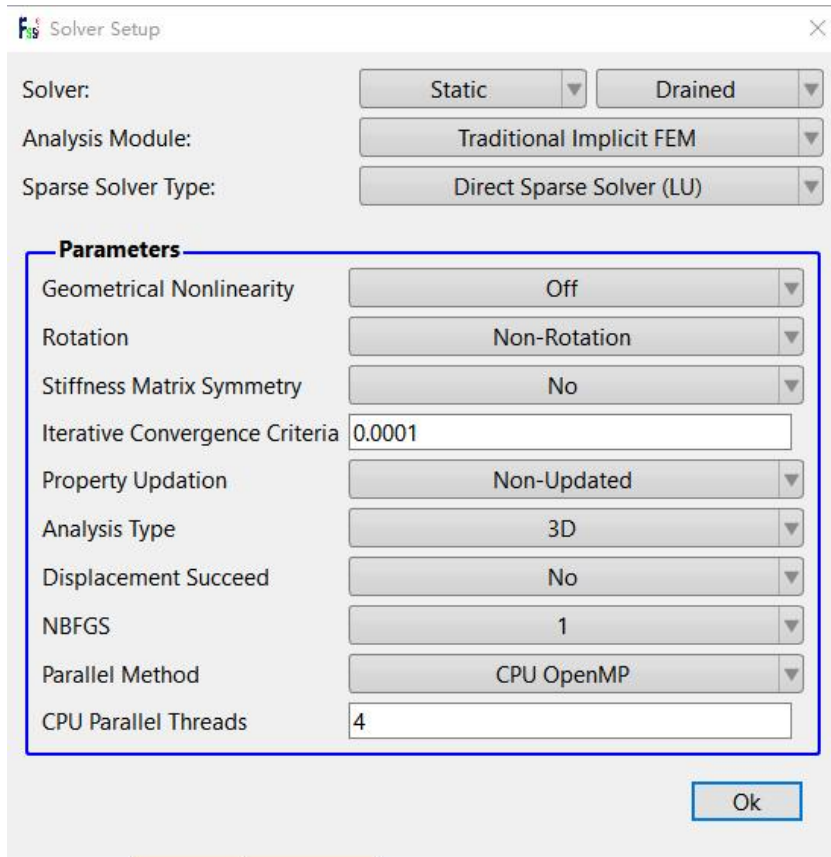 Fss Solver Setup
Solver: Static Drained
Analysis Module: Traditional Implicit FEM
Sparse Solver Type: Direct Sparse Solver (LU)
Parameters
Geometrical Nonlinearity Off
Rotation Non-Rotation
Stiffness Matrix Symmetry No
Iterative Convergence Criteria 0.0001
Property Updation Non-Updated
Analysis Type 3D
Displacement Succeed No
NBFGS 1
Parallel Method CPU OpenMP
CPU Parallel Threads 4
Ok